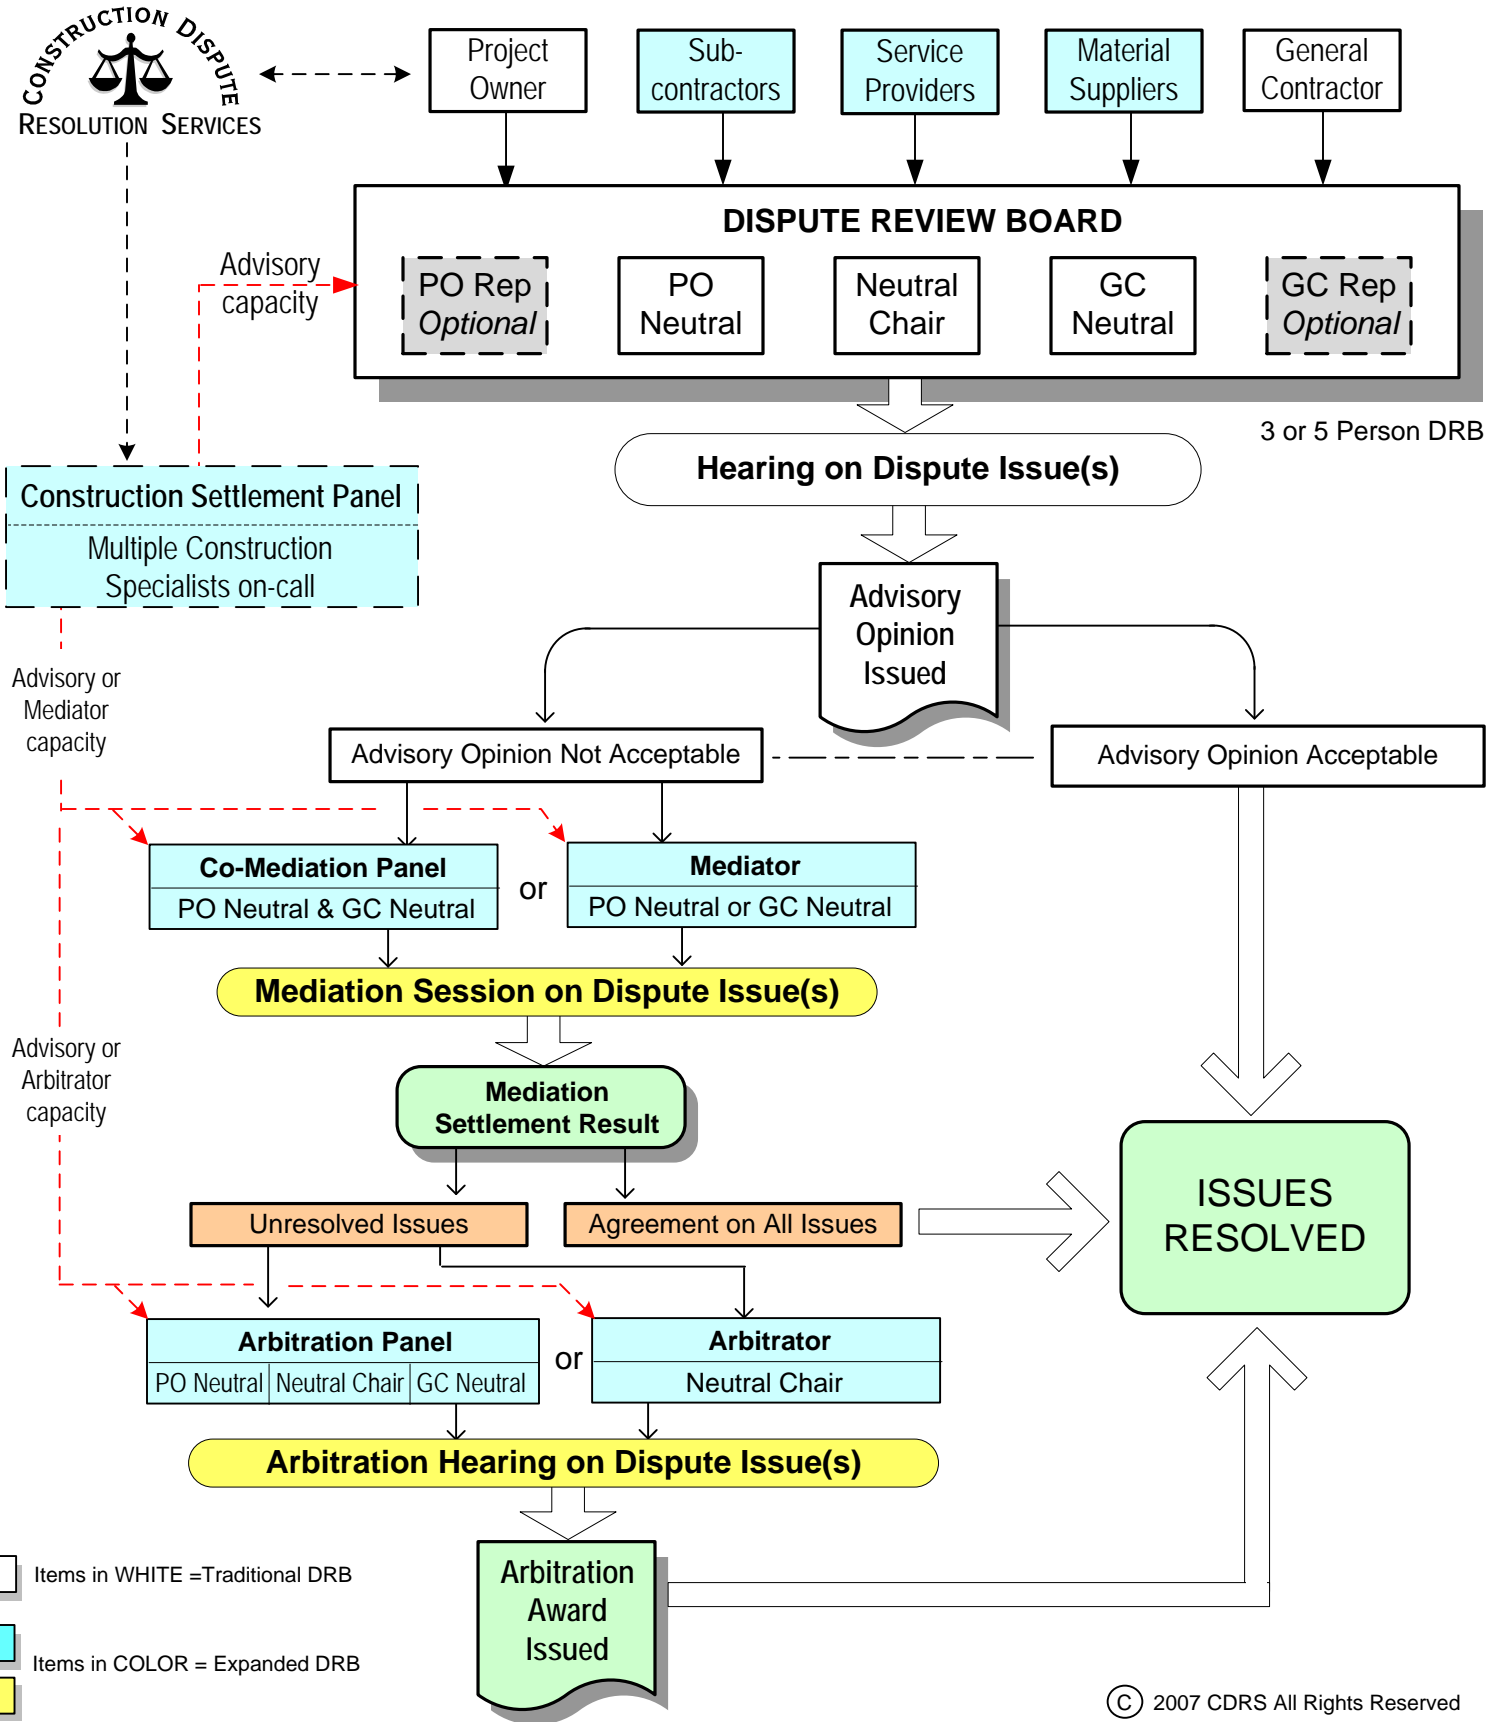 CONSTRUCTION DISPUTE
RESOLUTION SERVICES
Project
Owner
Sub-
contractors
Service
Providers
Material
Suppliers
General
Contractor
DISPUTE REVIEW BOARD
Advisory
capacity
PO Rep
Optional
PO
Neutral
Neutral
Chair
GC
Neutral
GC Rep
Optional
3 or 5 Person DRB
Hearing on Dispute Issue(s)
Construction Settlement Panel
Multiple Construction
Specialists on-call
Advisory
Opinion
Issued
Advisory or
Mediator
capacity
Advisory Opinion Not Acceptable
Advisory Opinion Acceptable
Co-Mediation Panel
PO Neutral & GC Neutral
or
Mediator
PO Neutral or GC Neutral
Mediation Session on Dispute Issue(s)
Advisory or
Arbitrator
capacity
Mediation
Settlement Result
Unresolved Issues
Agreement on All Issues
ISSUES
RESOLVED
Arbitration Panel
PO Neutral Neutral Chair GC Neutral
or
Arbitrator
Neutral Chair
Arbitration Hearing on Dispute Issue(s)
Arbitration
Award
Issued
Items in WHITE =Traditional DRB
Items in COLOR = Expanded DRB
© 2007 CDRS All Rights Reserved